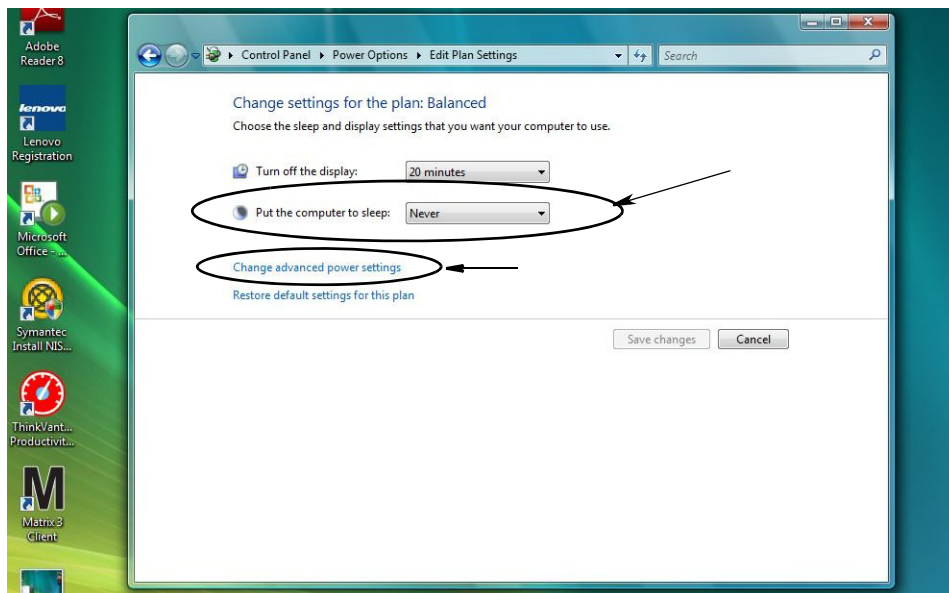 Adobe
Reader 8
lenovo
Lenovo
Registration
Microsoft
Office - ...
Symantec
Install NIS...
ThinkVant...
Productivit...
M
Matrix 3
Client
Control Panel Power Options Edit Plan Settings
Search
Change settings for the plan: Balanced
Choose the sleep and display settings that you want your computer to use.
Turn off the display: 20 minutes
Put the computer to sleep: Never
Change advanced power settings
Restore default settings for this plan
Save changes Cancel